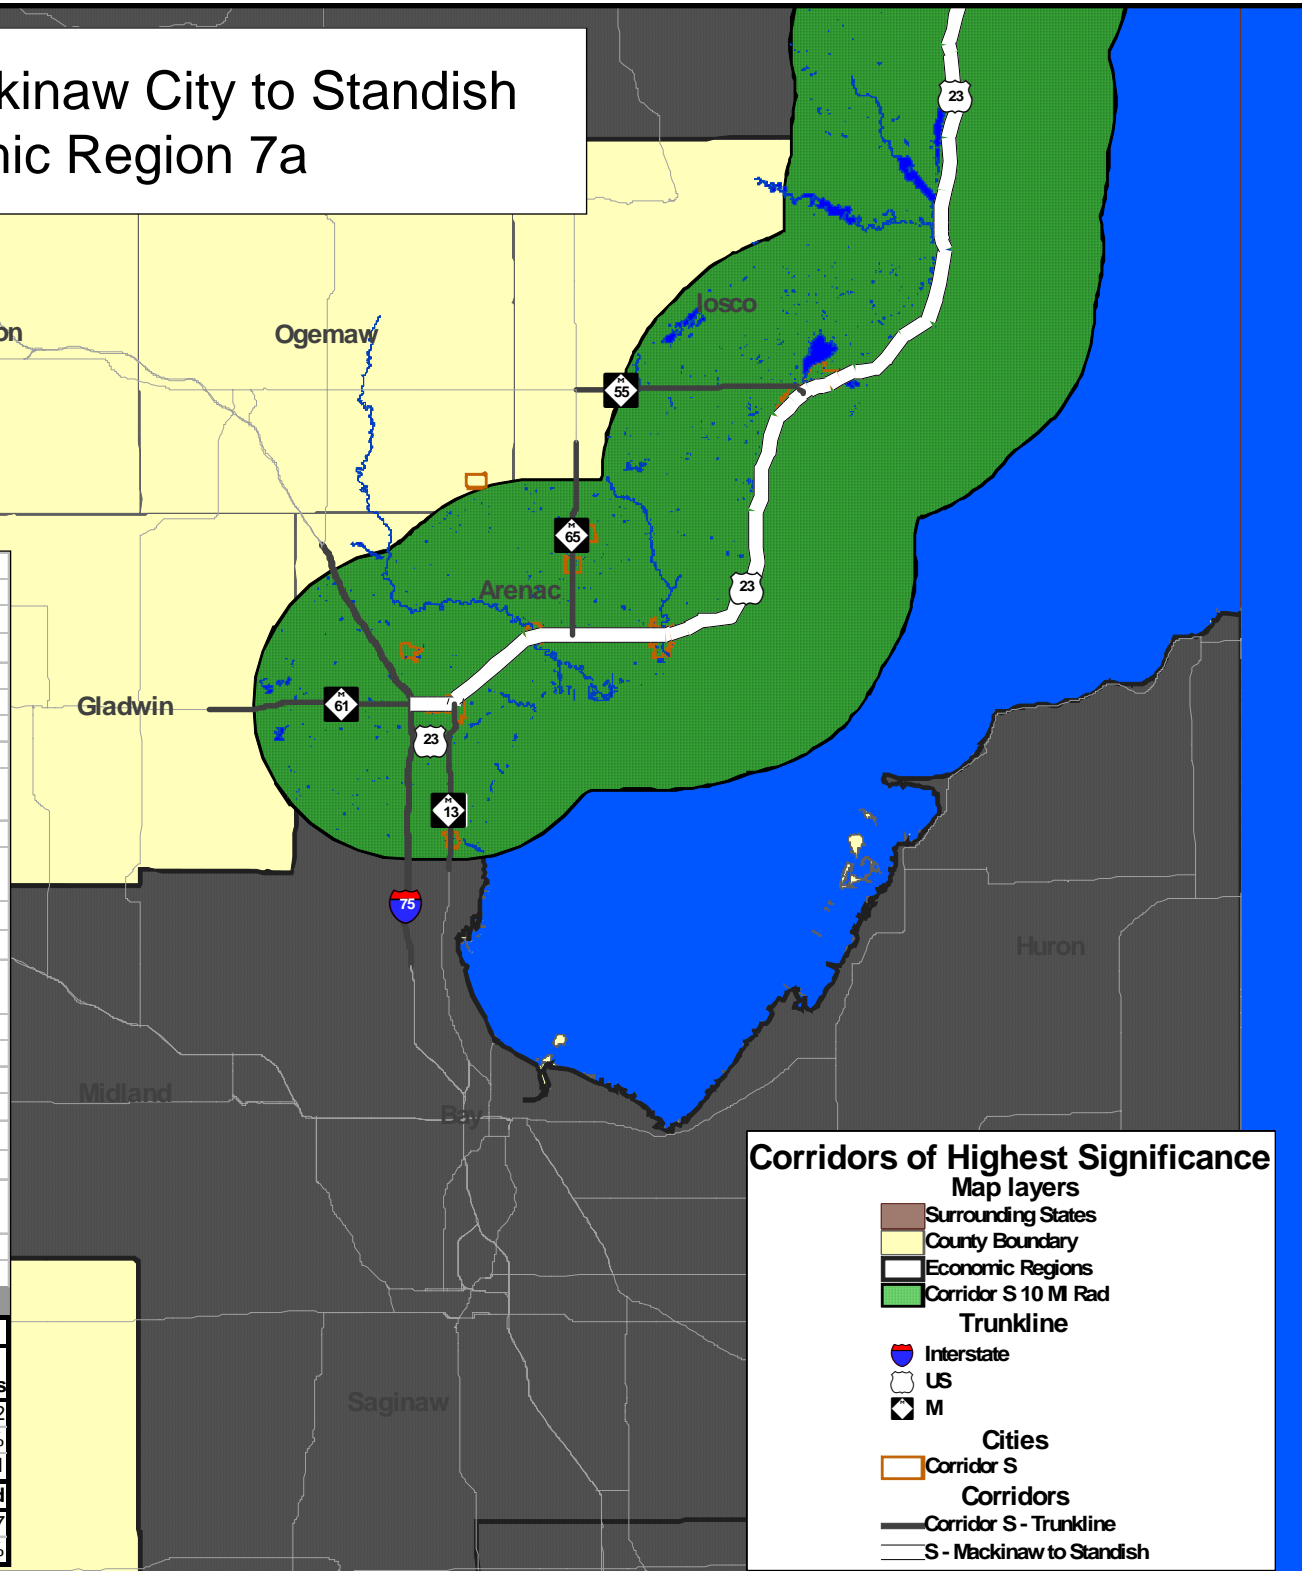 kinaw City to Standish
nic Region 7a
23
Iosco
on
Ogemaw
M
55
M
65
Arenac
23
Gladwin
M
61
23
M
13
75
Huron
Midland
Bay
Saginaw
Corridors of Highest Significance
Map layers
Surrounding States
County Boundary
Economic Regions
Corridor S 10 MI Rad
Trunkline
Interstate
US
M
M
Cities
Corridor S
Corridors
Corridor S - Trunkline
S - Mackinaw to Standish